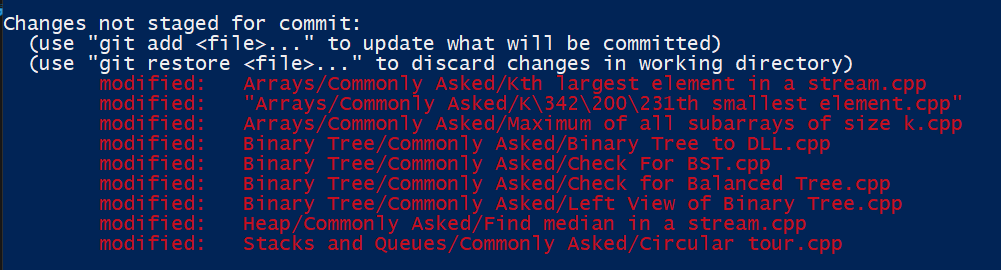 Changes not staged for commit:
(use "git add <file>..." to update what will be committed)
(use "git restore <file>..." to discard changes in working directory)
modified: Arrays/Commonly Asked/Kth largest element in a stream.cpp
modified: "Arrays/Commonly Asked/K\342\200\231th smallest element.cpp"
modified: Arrays/Commonly Asked/Maximum of all subarrays of size k.cpp
modified: Binary Tree/Commonly Asked/Binary Tree to DLL.cpp
modified: Binary Tree/Commonly Asked/Check For BST.cpp
modified: Binary Tree/Commonly Asked/Check for Balanced Tree.cpp
modified: Binary Tree/Commonly Asked/Left View of Binary Tree.cpp
modified: Heap/Commonly Asked/Find median in a stream.cpp
modified: Stacks and Queues/Commonly Asked/Circular tour.cpp